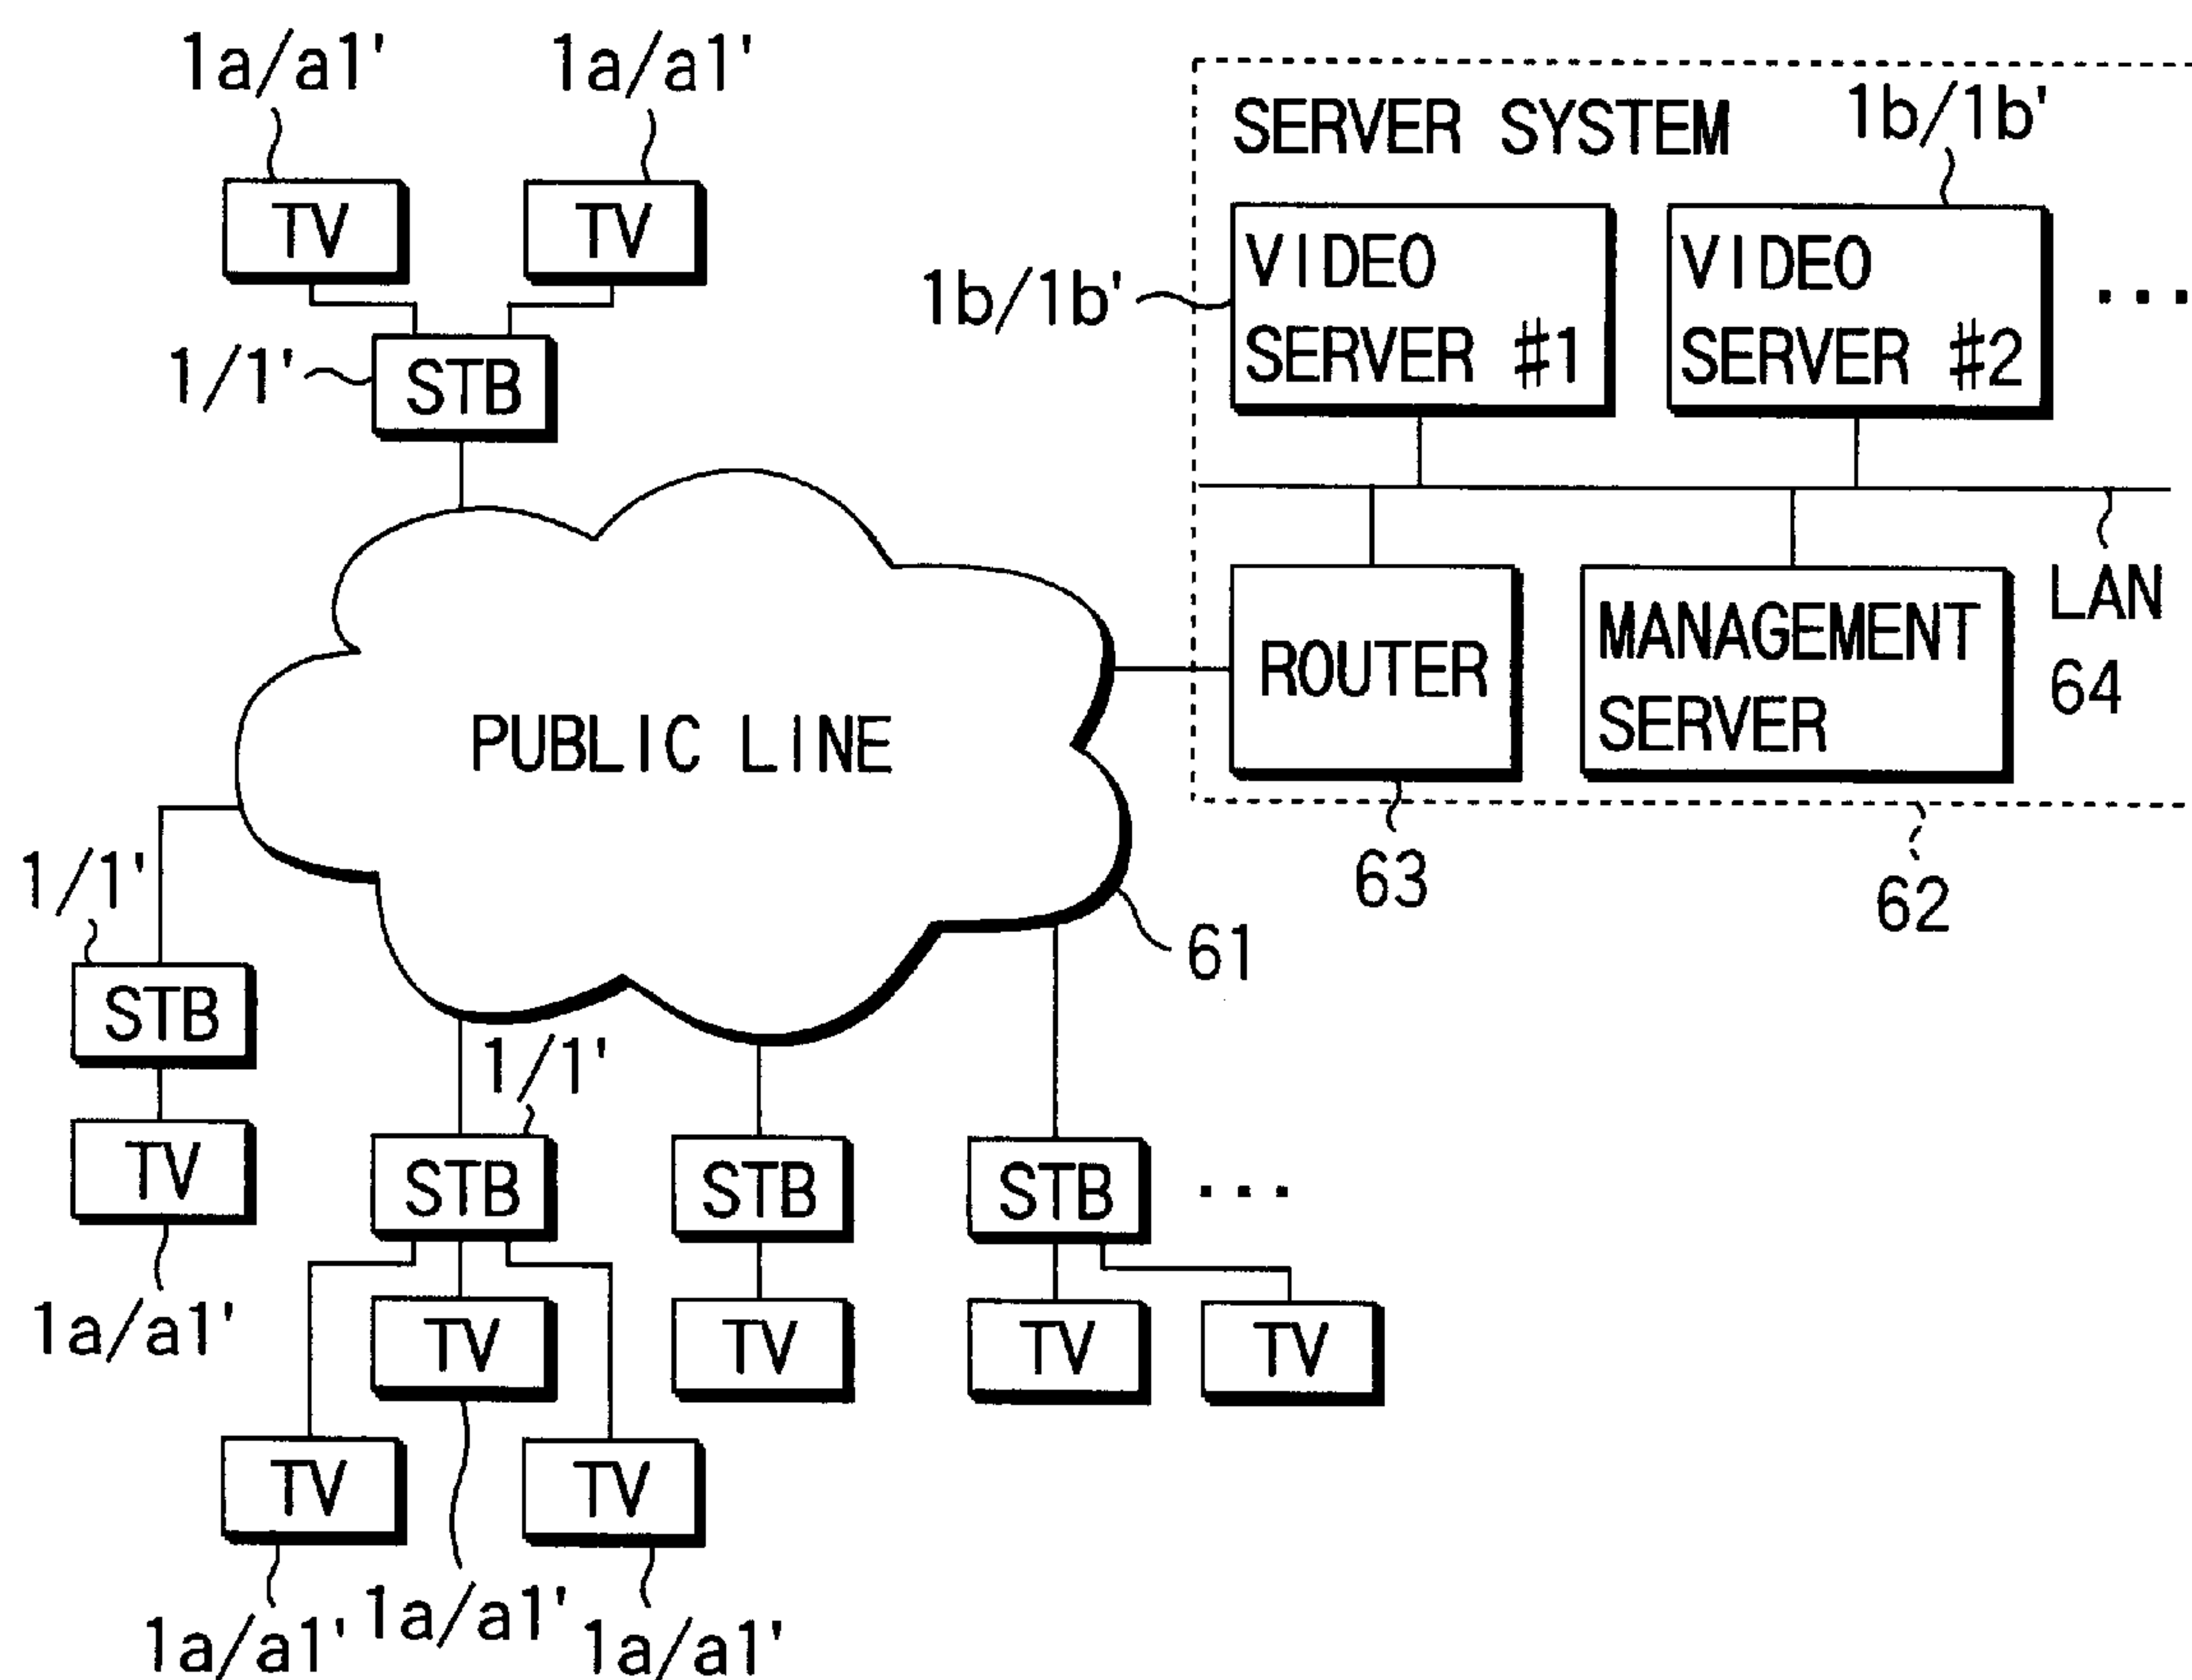 1a/a1'
1a/a1'
TV
TV
1/1'
STB
SERVER SYSTEM
1b/1b'
1b/1b'
VIDEO
SERVER #1
VIDEO
SERVER #2
...
PUBLIC LINE
ROUTER
MANAGEMENT
SERVER
LAN
64
63
62
61
1/1'
STB
TV
1a/a1'
1/1'
STB
TV
TV
TV
1a/a1'
1a/a1'
1a/a1'
STB
TV
STB
...
TV
TV